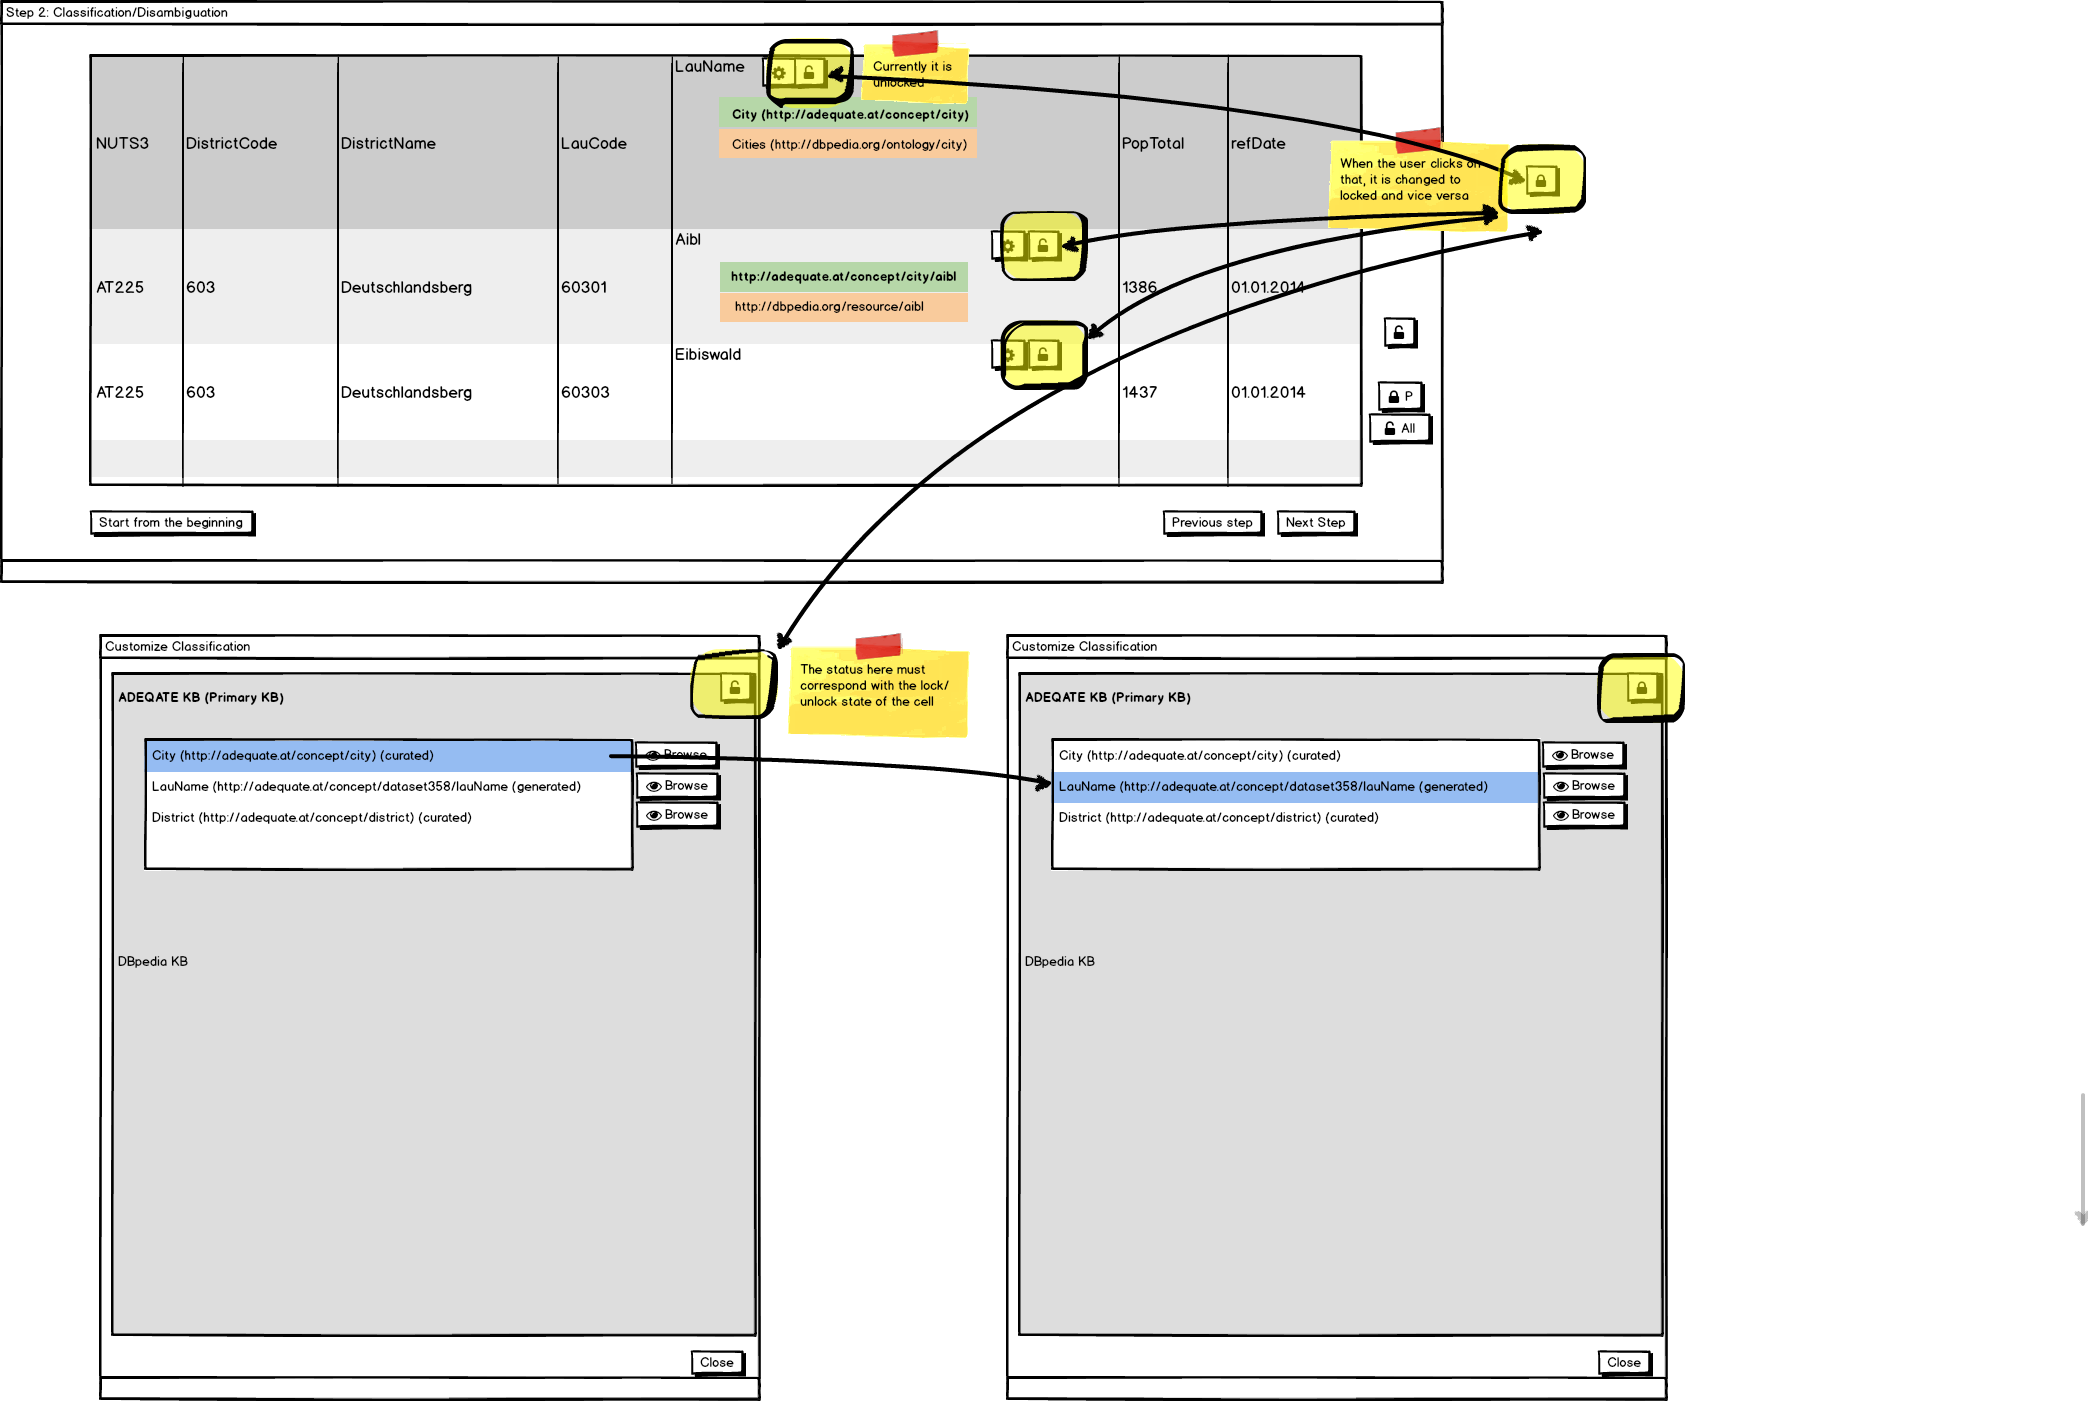 Step 2: Classification/Disambiguation
LauName
Currently it is
unlocked
City (http://adequate.at/concept/city)
Cities (http://dbpedia.org/ontology/city)
NUTS3
DistrictCode
DistrictName
LauCode
PopTotal
refDate
When the user clicks on
that, it is changed to
locked and vice versa
Aibl
http://adequate.at/concept/city/aibl
http://dbpedia.org/resource/aibl
AT225
603
Deutschlandsberg
60301
1386
01.01.2014
Eibiswald
AT225
603
Deutschlandsberg
60303
1437
01.01.2014
P
All
Start from the beginning
Previous step
Next Step
Customize Classification
ADEQATE KB (Primary KB)
The status here must
correspond with the lock/
unlock state of the cell
City (http://adequate.at/concept/city) (curated)
Browse
LauName (http://adequate.at/concept/dataset358/lauName (generated)
Browse
District (http://adequate.at/concept/district) (curated)
Browse
DBpedia KB
Close
Customize Classification
ADEQATE KB (Primary KB)
City (http://adequate.at/concept/city) (curated)
Browse
LauName (http://adequate.at/concept/dataset358/lauName (generated)
Browse
District (http://adequate.at/concept/district) (curated)
Browse
DBpedia KB
Close